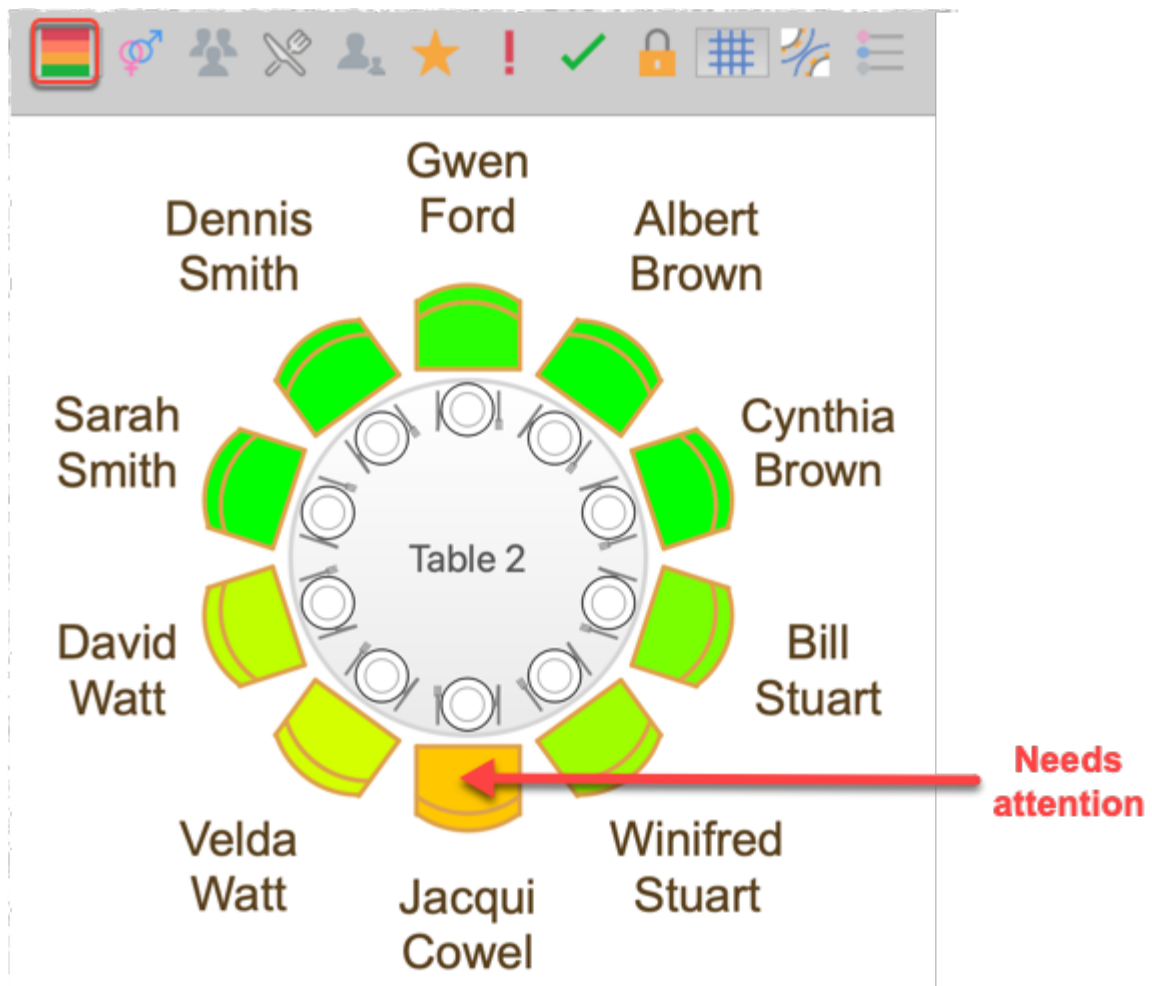 Gwen
Ford
Dennis
Smith
Albert
Brown
Sarah
Smith
Cynthia
Brown
Table 2
David
Watt
Bill
Stuart
Needs
attention
Velda
Watt
Winifred
Stuart
Jacqui
Cowel